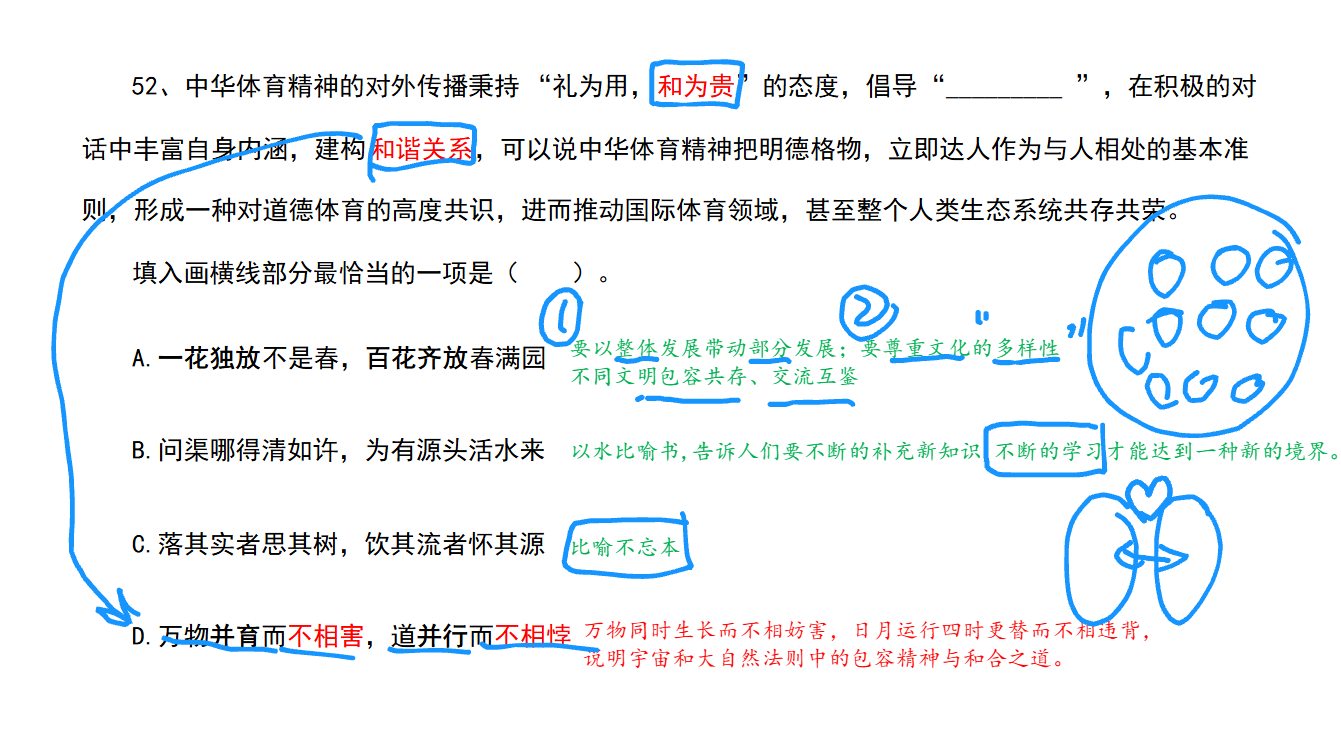 52、中华体育精神的对外传播秉持 “礼为用，和为贵”的态度，倡导“_________ ”，在积极的对
话中丰富自身内涵，建构和谐关系，可以说中华体育精神把明德格物，立即达人作为与人相处的基本准
则，形成一种对道德体育的高度共识，进而推动国际体育领域，甚至整个人类生态系统共存共荣。
填入画横线部分最恰当的一项是（ ）。
① ② “ ”
A.一花独放不是春，百花齐放春满园
要以整体发展带动部分发展；要尊重文化的多样性
不同文明包容共存、交流互鉴
B.问渠哪得清如许，为有源头活水来
以水比喻书,告诉人们要不断的补充新知识 不断的学习才能达到一种新的境界。
C.落其实者思其树，饮其流者怀其源
比喻不忘本
D.万物并育而不相害，道并行而不相悖
万物同时生长而不相妨害，日月运行四时更替而不相违背，
说明宇宙和大自然法则中的包容精神与和合之道。